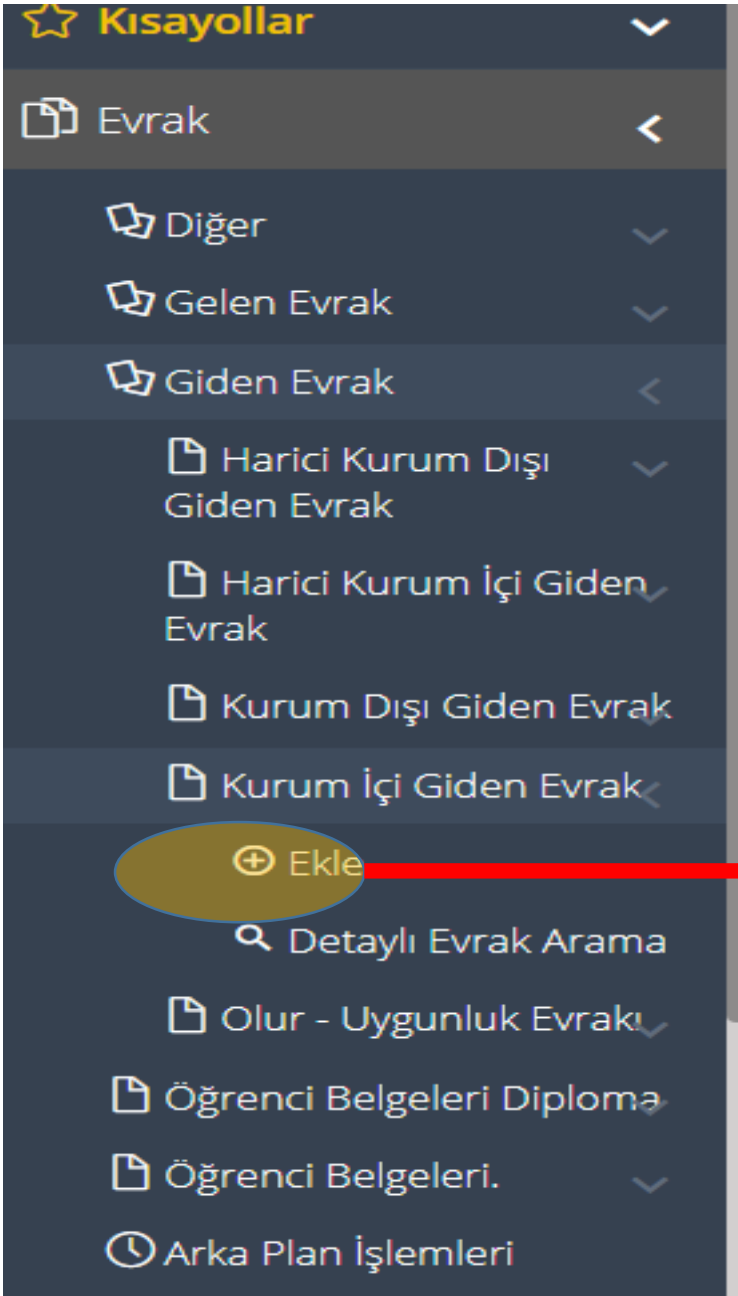 Kısayollar
Evrak
Diğer
Gelen Evrak
Giden Evrak
Harici Kurum Dışı
Giden Evrak
Harici Kurum İçi Giden
Evrak
Kurum Dışı Giden Evrak
Kurum İçi Giden Evrak
Ekle
Detaylı Evrak Arama
Olur - Uygunluk Evrakı
Öğrenci Belgeleri Diploma
Öğrenci Belgeleri.
Arka Plan İşlemleri